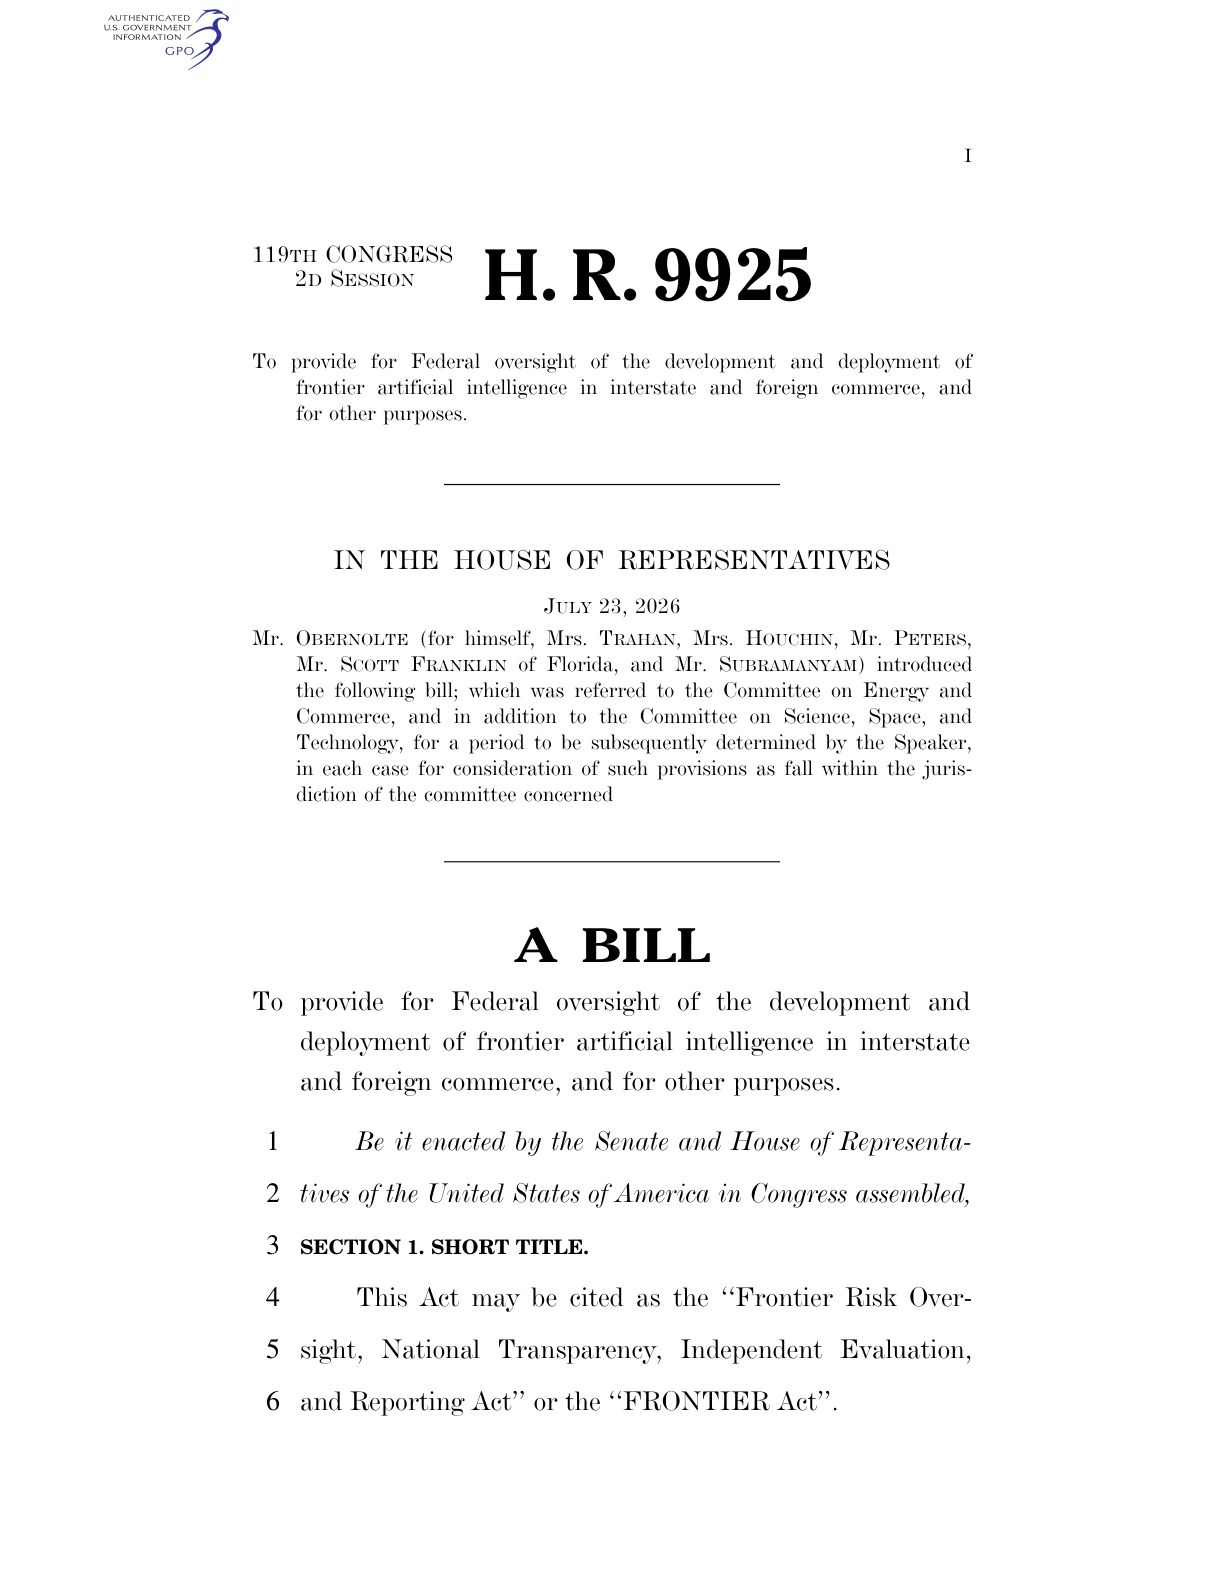 AUTHENTICATED
U.S. GOVERNMENT
INFORMATION
GPO
I
119TH CONGRESS
2D SESSION
H. R. 9925
To provide for Federal oversight of the development and deployment of
frontier artificial intelligence in interstate and foreign commerce, and
for other purposes.
IN THE HOUSE OF REPRESENTATIVES
JULY 23, 2026
Mr. OBERNOLTE (for himself, Mrs. TRAHAN, Mrs. HOUCHIN, Mr. PETERS,
Mr. SCOTT FRANKLIN of Florida, and Mr. SUBRAMANYAM) introduced
the following bill; which was referred to the Committee on Energy and
Commerce, and in addition to the Committee on Science, Space, and
Technology, for a period to be subsequently determined by the Speaker,
in each case for consideration of such provisions as fall within the juris-
diction of the committee concerned
A BILL
To provide for Federal oversight of the development and
deployment of frontier artificial intelligence in interstate
and foreign commerce, and for other purposes.
1 Be it enacted by the Senate and House of Representa-
2 tives of the United States of America in Congress assembled,
3 SECTION 1. SHORT TITLE.
4 This Act may be cited as the ‘‘Frontier Risk Over-
5 sight, National Transparency, Independent Evaluation,
6 and Reporting Act’’ or the ‘‘FRONTIER Act’’.